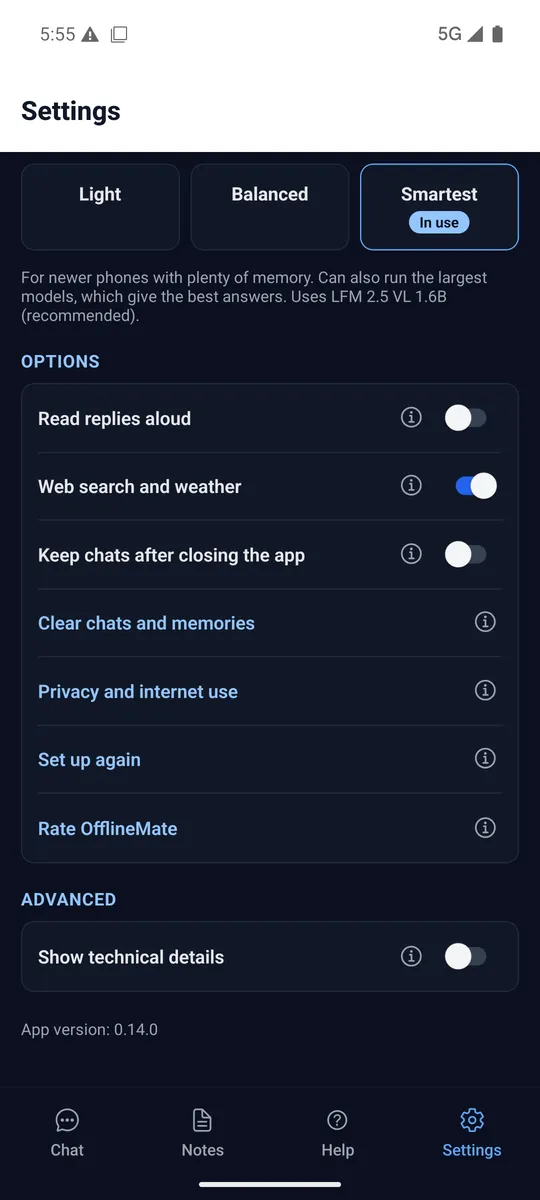 5:55
5G
Settings
Light
Balanced
Smartest
In use
For newer phones with plenty of memory. Can also run the largest
models, which give the best answers. Uses LFM 2.5 VL 1.6B
(recommended).
OPTIONS
Read replies aloud
Web search and weather
Keep chats after closing the app
Clear chats and memories
Privacy and internet use
Set up again
Rate OfflineMate
ADVANCED
Show technical details
App version: 0.14.0
Chat
Notes
Help
Settings